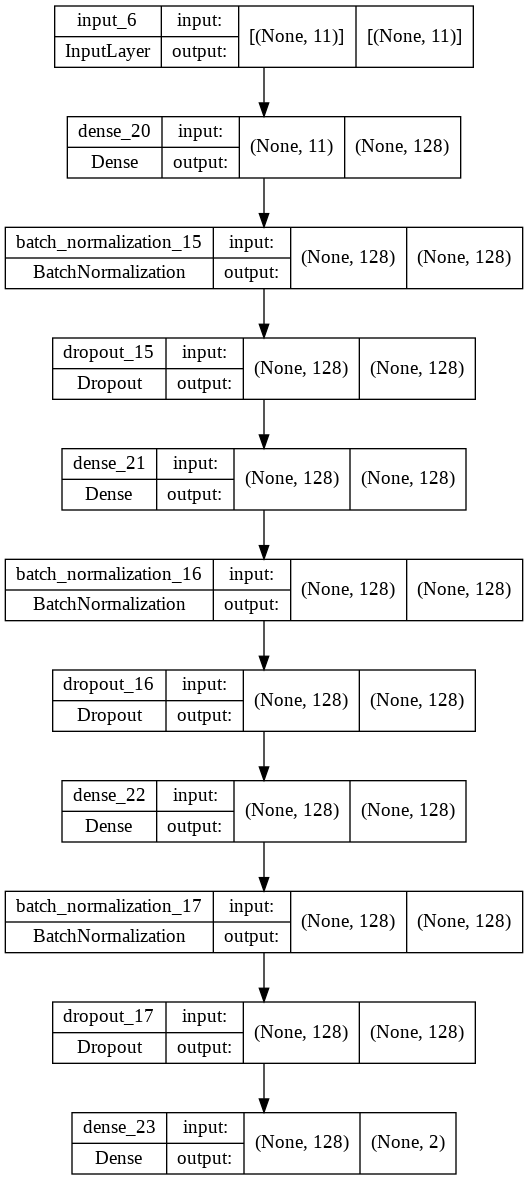 input_6 input: [(None, 11)] [(None, 11)]
InputLayer output:
dense_20 input: (None, 11) (None, 128)
Dense output:
batch_normalization_15 input: (None, 128) (None, 128)
BatchNormalization output:
dropout_15 input: (None, 128) (None, 128)
Dropout output:
dense_21 input: (None, 128) (None, 128)
Dense output:
batch_normalization_16 input: (None, 128) (None, 128)
BatchNormalization output:
dropout_16 input: (None, 128) (None, 128)
Dropout output:
dense_22 input: (None, 128) (None, 128)
Dense output:
batch_normalization_17 input: (None, 128) (None, 128)
BatchNormalization output:
dropout_17 input: (None, 128) (None, 128)
Dropout output:
dense_23 input: (None, 128) (None, 2)
Dense output: